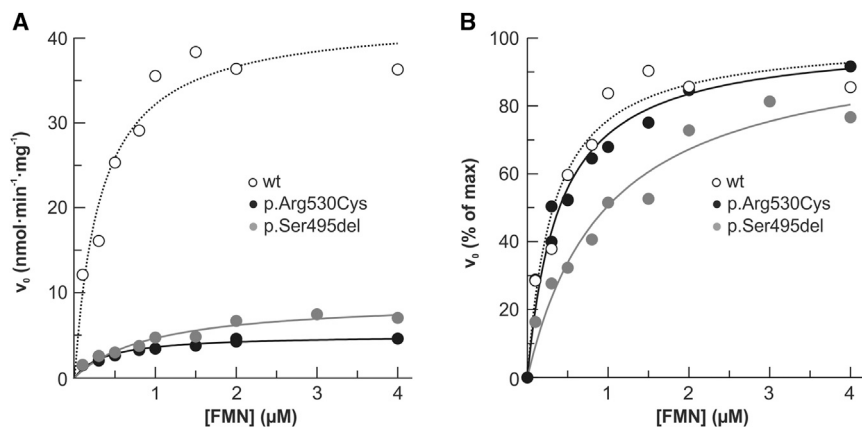 A
B
40
30
20
10
0
v₀ (nmol·min⁻¹·mg⁻¹)
wt
p.Arg530Cys
p.Ser495del
1
2
3
4
[FMN] (µM)
100
80
60
40
20
0
v₀ (% of max)
wt
p.Arg530Cys
p.Ser495del
1
2
3
4
[FMN] (µM)